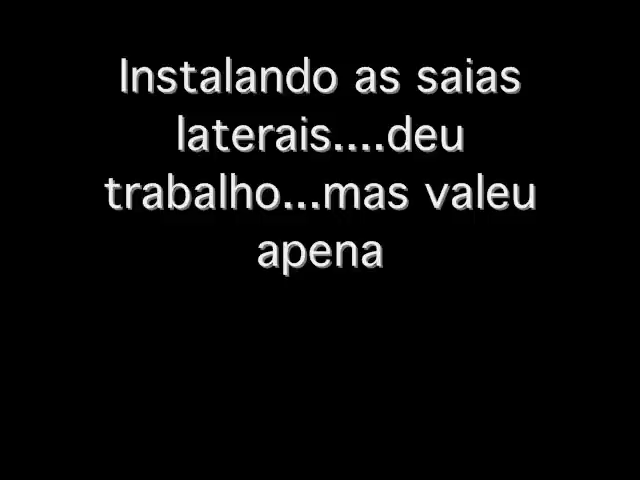 Instalando as saias
laterais....deu
trabalho...mas valeu
apena